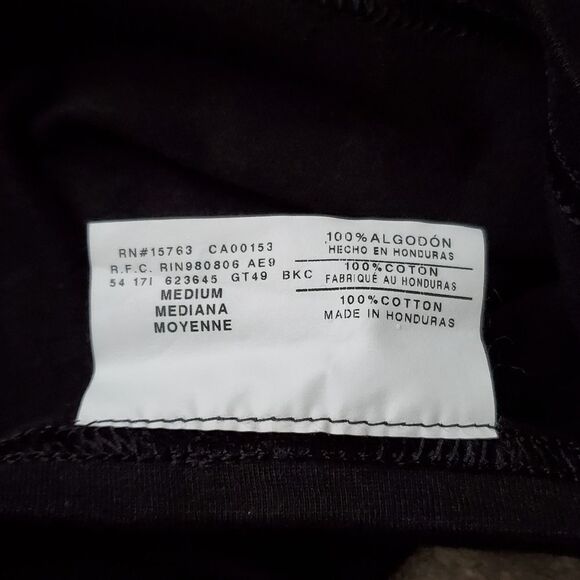 RN#15763 CA00153
R.F.C. RIN980806 AE9
54 17I 623645 GT49 BKC
MEDIUM
MEDIANA
MOYENNE
100% ALGODÓN
HECHO EN HONDURAS
100% COTON
FABRIQUÉ AU HONDURAS
100% COTTON
MADE IN HONDURAS